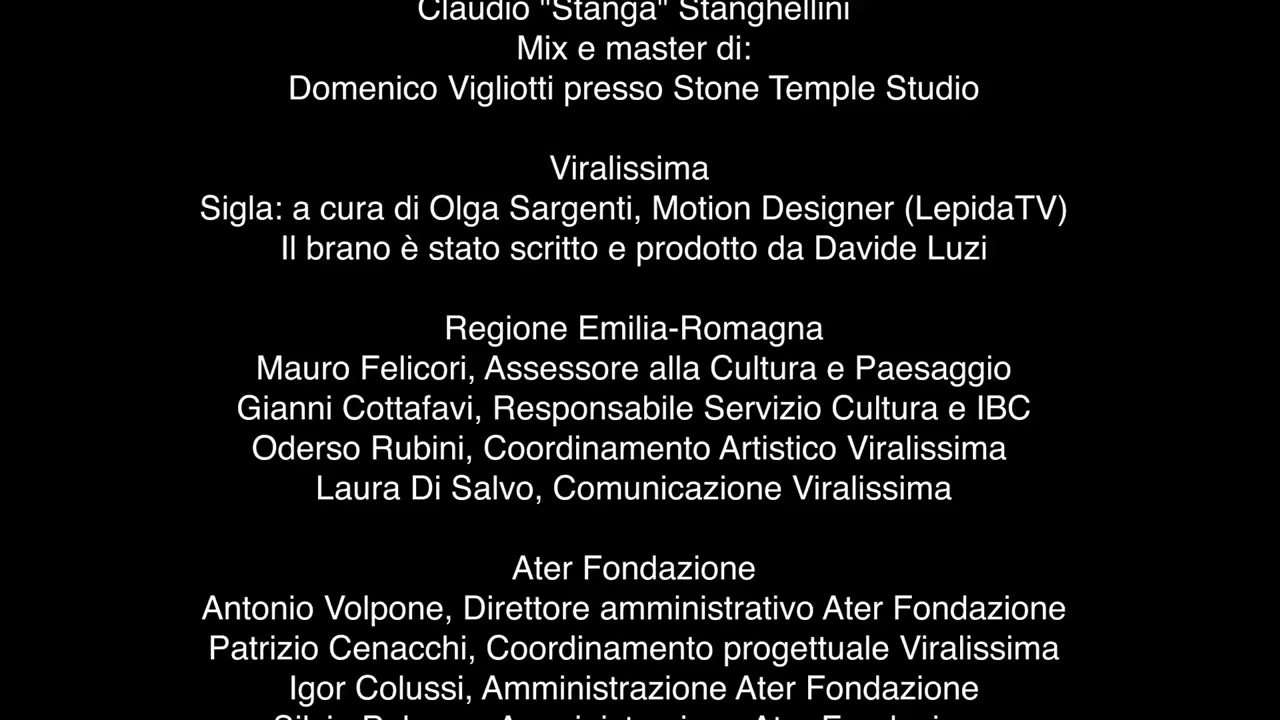 Claudio "Stanga" Stanghellini
Mix e master di:
Domenico Vigliotti presso Stone Temple Studio
Viralissima
Sigla: a cura di Olga Sargenti, Motion Designer (LepidaTV)
Il brano è stato scritto e prodotto da Davide Luzi
Regione Emilia-Romagna
Mauro Felicori, Assessore alla Cultura e Paesaggio
Gianni Cottafavi, Responsabile Servizio Cultura e IBC
Oderso Rubini, Coordinamento Artistico Viralissima
Laura Di Salvo, Comunicazione Viralissima
Ater Fondazione
Antonio Volpone, Direttore amministrativo Ater Fondazione
Patrizio Cenacchi, Coordinamento progettuale Viralissima
Igor Colussi, Amministrazione Ater Fondazione
Amministrazione Ater Fondazione